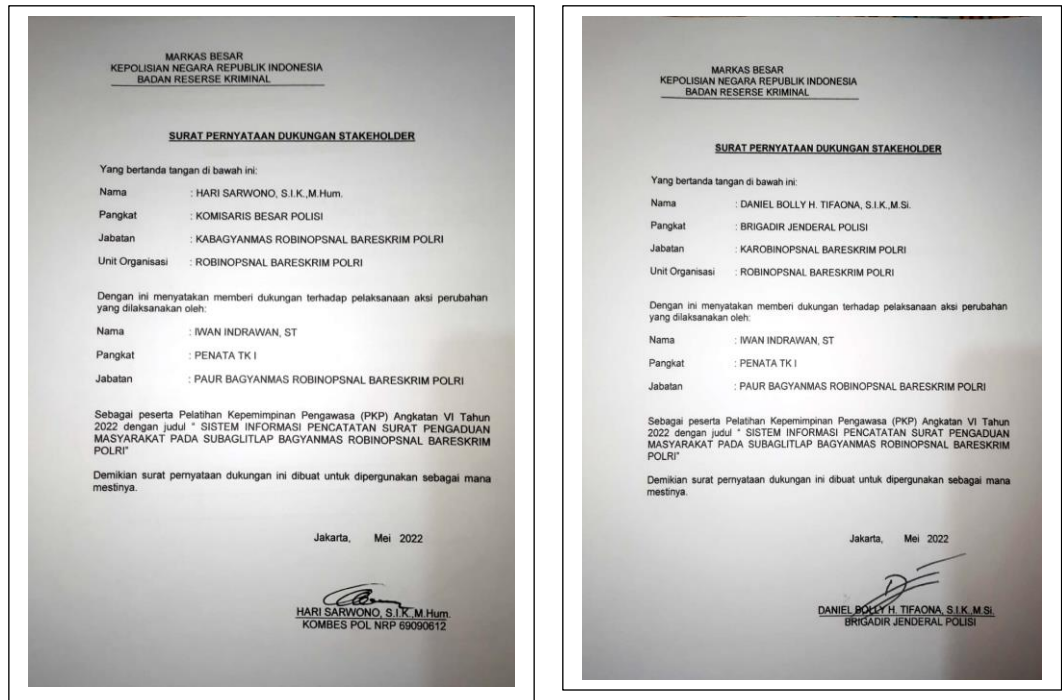 MARKAS BESAR
KEPOLISIAN NEGARA REPUBLIK INDONESIA
BADAN RESERSE KRIMINAL
SURAT PERNYATAAN DUKUNGAN STAKEHOLDER
Yang bertanda tangan di bawah ini:
Nama : HARI SARWONO, S.I.K.,M.Hum.
Pangkat : KOMISARIS BESAR POLISI
Jabatan : KABAGYANMAS ROBINOPSNAL BARESKRIM POLRI
Unit Organisasi : ROBINOPSNAL BARESKRIM POLRI
Dengan ini menyatakan memberi dukungan terhadap pelaksanaan aksi perubahan
yang dilaksanakan oleh:
Nama : IWAN INDRAWAN, ST
Pangkat : PENATA TK I
Jabatan : PAUR BAGYANMAS ROBINOPSNAL BARESKRIM POLRI
Sebagai peserta Pelatihan Kepemimpinan Pengawasa (PKP) Angkatan VI Tahun
2022 dengan judul " SISTEM INFORMASI PENCATATAN SURAT PENGADUAN
MASYARAKAT PADA SUBAGLITLAP BAGYANMAS ROBINOPSNAL BARESKRIM
POLRI"
Demikian surat pernyataan dukungan ini dibuat untuk dipergunakan sebagai mana
mestinya.
Jakarta, Mei 2022
HARI SARWONO, S.I.K.,M.Hum.
KOMBES POL NRP 69090612
MARKAS BESAR
KEPOLISIAN NEGARA REPUBLIK INDONESIA
BADAN RESERSE KRIMINAL
SURAT PERNYATAAN DUKUNGAN STAKEHOLDER
Yang bertanda tangan di bawah ini:
Nama : DANIEL BOLLY H. TIFAONA, S.I.K.,M.Si.
Pangkat : BRIGADIR JENDERAL POLISI
Jabatan : KAROBINOPSNAL BARESKRIM POLRI
Unit Organisasi : ROBINOPSNAL BARESKRIM POLRI
Dengan ini menyatakan memberi dukungan terhadap pelaksanaan aksi perubahan
yang dilaksanakan oleh:
Nama : IWAN INDRAWAN, ST
Pangkat : PENATA TK I
Jabatan : PAUR BAGYANMAS ROBINOPSNAL BARESKRIM POLRI
Sebagai peserta Pelatihan Kepemimpinan Pengawasa (PKP) Angkatan VI Tahun
2022 dengan judul " SISTEM INFORMASI PENCATATAN SURAT PENGADUAN
MASYARAKAT PADA SUBAGLITLAP BAGYANMAS ROBINOPSNAL BARESKRIM
POLRI"
Demikian surat pernyataan dukungan ini dibuat untuk dipergunakan sebagai mana
mestinya.
Jakarta, Mei 2022
DANIEL BOLLY H. TIFAONA, S.I.K.,M.Si.
BRIGADIR JENDERAL POLISI